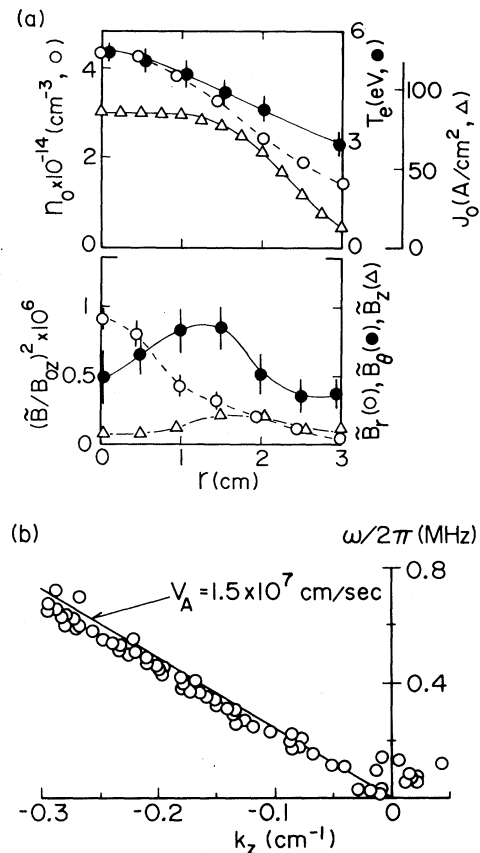 (a)
6
4
2
0
n₀×10⁻¹⁴(cm⁻³, ○)
3
0
Tₑ(eV, ●)
100
50
0
J₀(A/cm², △)
1
0.5
0
(B̃/B₀z)²×10⁶
B̃r(○), B̃θ(●), B̃z(△)
0 1 2 3
r(cm)
(b)
ω/2π(MHz)
0.8
V_A = 1.5×10⁷ cm/sec
0.4
-0.3 -0.2 -0.1 0
k_z (cm⁻¹)